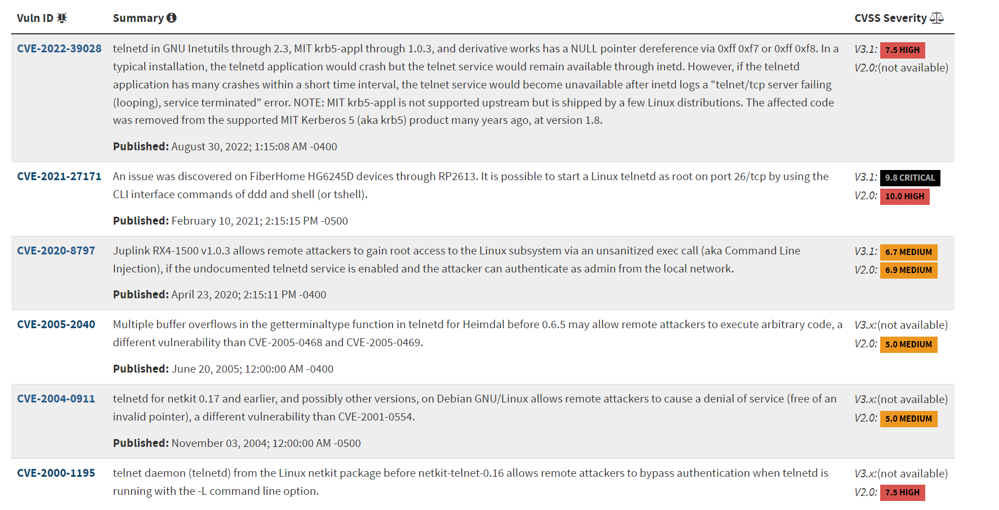 Vuln ID Summary CVSS Severity
CVE-2022-39028 telnetd in GNU Inetutils through 2.3, MIT krb5-appl through 1.0.3, and derivative works has a NULL pointer dereference via 0xff 0xf7 or 0xff 0xf8. In a V3.1: 7.5 HIGH
typical installation, the telnetd application would crash but the telnet service would remain available through inetd. However, if the telnetd V2.0:(not available)
application has many crashes within a short time interval, the telnet service would become unavailable after inetd logs a "telnet/tcp server failing
(looping), service terminated" error. NOTE: MIT krb5-appl is not supported upstream but is shipped by a few Linux distributions. The affected code
was removed from the supported MIT Kerberos 5 (aka krb5) product many years ago, at version 1.8.
Published: August 30, 2022; 1:15:08 AM -0400
CVE-2021-27171 An issue was discovered on FiberHome HG6245D devices through RP2613. It is possible to start a Linux telnetd as root on port 26/tcp by using the V3.1: 9.8 CRITICAL
CLI interface commands of ddd and shell (or tshell). V2.0: 10.0 HIGH
Published: February 10, 2021; 2:15:15 PM -0500
CVE-2020-8797 Juplink RX4-1500 v1.0.3 allows remote attackers to gain root access to the Linux subsystem via an unsanitized exec call (aka Command Line V3.1: 6.7 MEDIUM
Injection), if the undocumented telnetd service is enabled and the attacker can authenticate as admin from the local network. V2.0: 6.9 MEDIUM
Published: April 23, 2020; 2:15:11 PM -0400
CVE-2005-2040 Multiple buffer overflows in the getterminaltype function in telnetd for Heimdal before 0.6.5 may allow remote attackers to execute arbitrary code, a V3.x:(not available)
different vulnerability than CVE-2005-0468 and CVE-2005-0469. V2.0: 5.0 MEDIUM
Published: June 20, 2005; 12:00:00 AM -0400
CVE-2004-0911 telnetd for netkit 0.17 and earlier, and possibly other versions, on Debian GNU/Linux allows remote attackers to cause a denial of service (free of an V3.x:(not available)
invalid pointer), a different vulnerability than CVE-2001-0554. V2.0: 5.0 MEDIUM
Published: November 03, 2004; 12:00:00 AM -0500
CVE-2000-1195 telnet daemon (telnetd) from the Linux netkit package before netkit-telnet-0.16 allows remote attackers to bypass authentication when telnetd is V3.x:(not available)
running with the -L command line option. V2.0: 7.5 HIGH